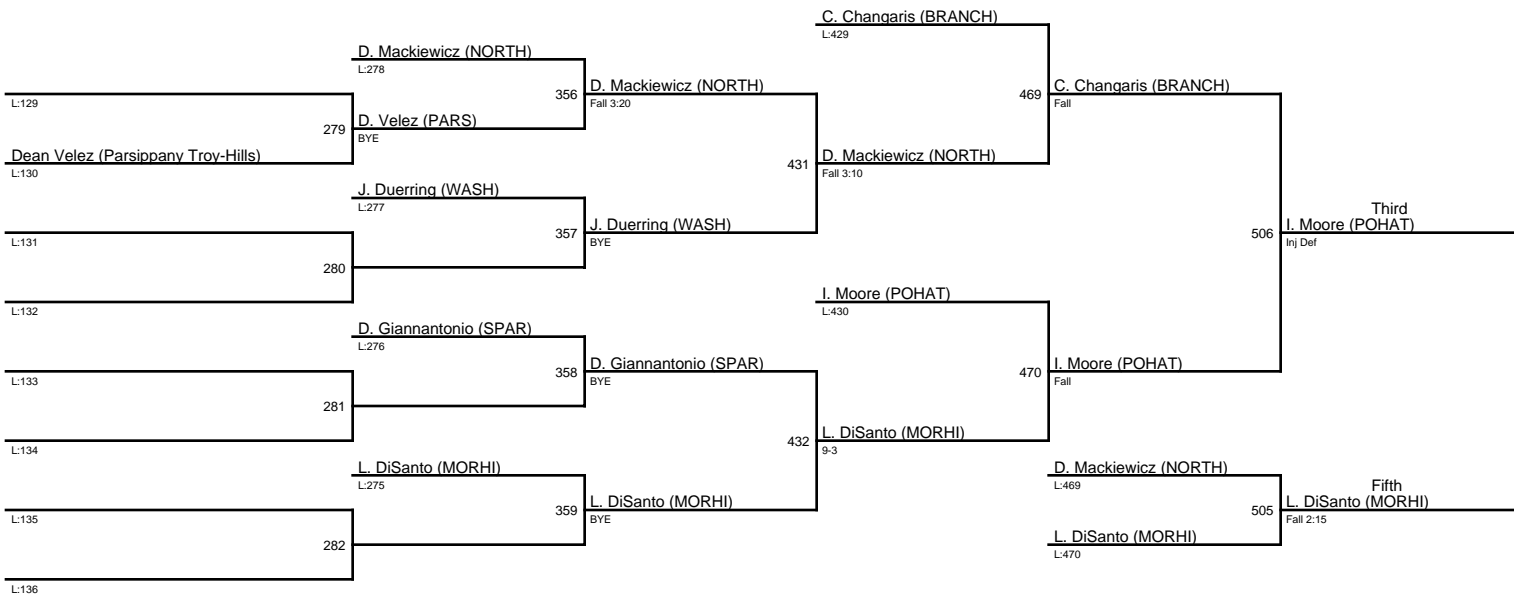 C. Changaris (BRANCH)
L:429
D. Mackiewicz (NORTH)
L:278
356
D. Mackiewicz (NORTH)
Fall 3:20
469
C. Changaris (BRANCH)
Fall
L:129
279
D. Velez (PARS)
BYE
Dean Velez (Parsippany Troy-Hills)
L:130
431
D. Mackiewicz (NORTH)
Fall 3:10
J. Duerring (WASH)
L:277
Third
L:131
357
J. Duerring (WASH)
BYE
506
I. Moore (POHAT)
Inj Def
280
L:132
I. Moore (POHAT)
L:430
D. Giannantonio (SPAR)
L:276
L:133
358
D. Giannantonio (SPAR)
BYE
470
I. Moore (POHAT)
Fall
281
L:134
432
L. DiSanto (MORHI)
9-3
L. DiSanto (MORHI)
L:275
D. Mackiewicz (NORTH)
L:469
Fifth
L:135
359
L. DiSanto (MORHI)
BYE
505
L. DiSanto (MORHI)
Fall 2:15
282
L. DiSanto (MORHI)
L:470
L:136